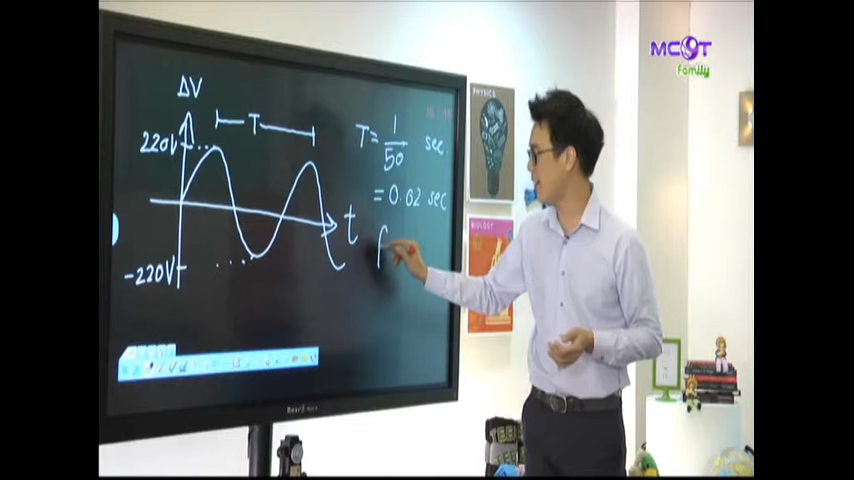 MCOT
family
ΔV
T
220V
-220V
t
T = 1/50 sec.
= 0.02 sec
f
PHYSICS
BIOLOGY